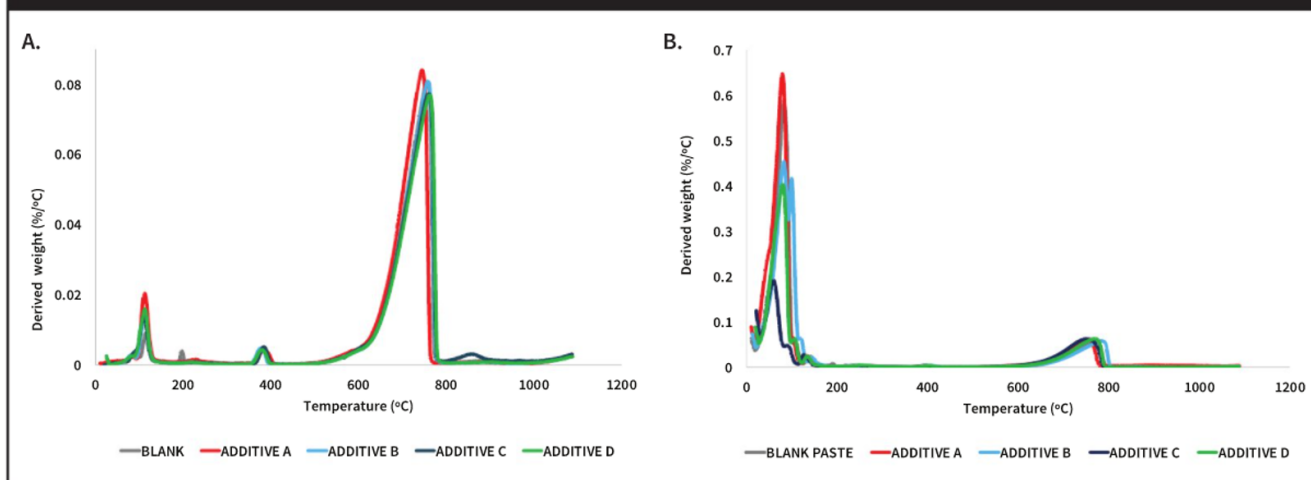 A.
Derived weight (%/ºC)
0.08
0.06
0.04
0.02
0
0 200 400 600 800 1000 1200
Temperature (ºC)
BLANK ADDITIVE A ADDITIVE B ADDITIVE C ADDITIVE D
B.
Derived weight (%/ºC)
0.7
0.6
0.5
0.4
0.3
0.2
0.1
0
0 200 400 600 800 1000 1200
Temperature (ºC)
BLANK PASTE ADDITIVE A ADDITIVE B ADDITIVE C ADDITIVE D